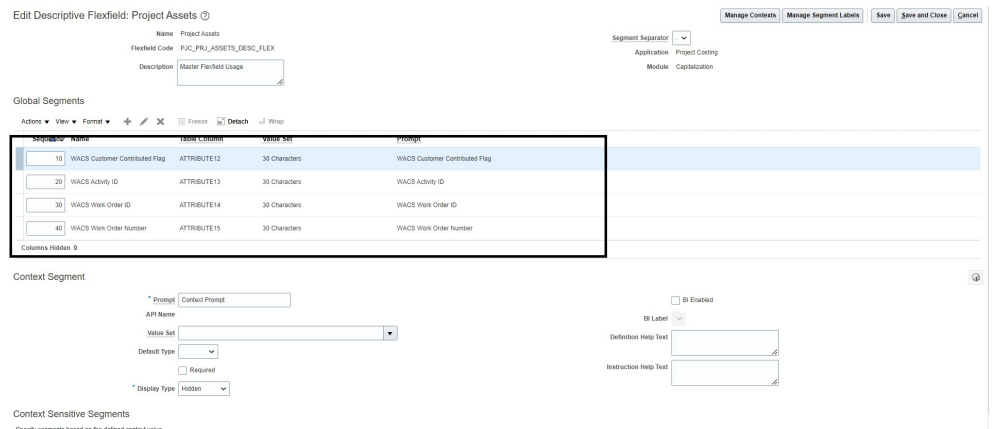 Edit Descriptive Flexfield: Project Assets
Manage Contexts Manage Segment Labels Save Save and Close Cancel
Name Project Assets
Segment Separator
Flexfield Code PJC_PRJ_ASSETS_DESC_FLEX
Application Project Costing
Description Master Flexfield Usage
Module Capitalization
Global Segments
Actions View Format Freeze Detach Wrap
Name Table Column Value Set Prompt
10 WACS Customer Contributed Flag ATTRIBUTE12 30 Characters WACS Customer Contributed Flag
20 WACS Activity ID ATTRIBUTE13 30 Characters WACS Activity ID
30 WACS Work Order ID ATTRIBUTE14 30 Characters WACS Work Order ID
40 WACS Work Order Number ATTRIBUTE15 30 Characters WACS Work Order Number
Columns Hidden 9
Context Segment
* Prompt Context Prompt
BI Enabled
API Name
BI Label
Value Set
Definition Help Text
Default Type
Required
Instruction Help Text
* Display Type Hidden
Context Sensitive Segments